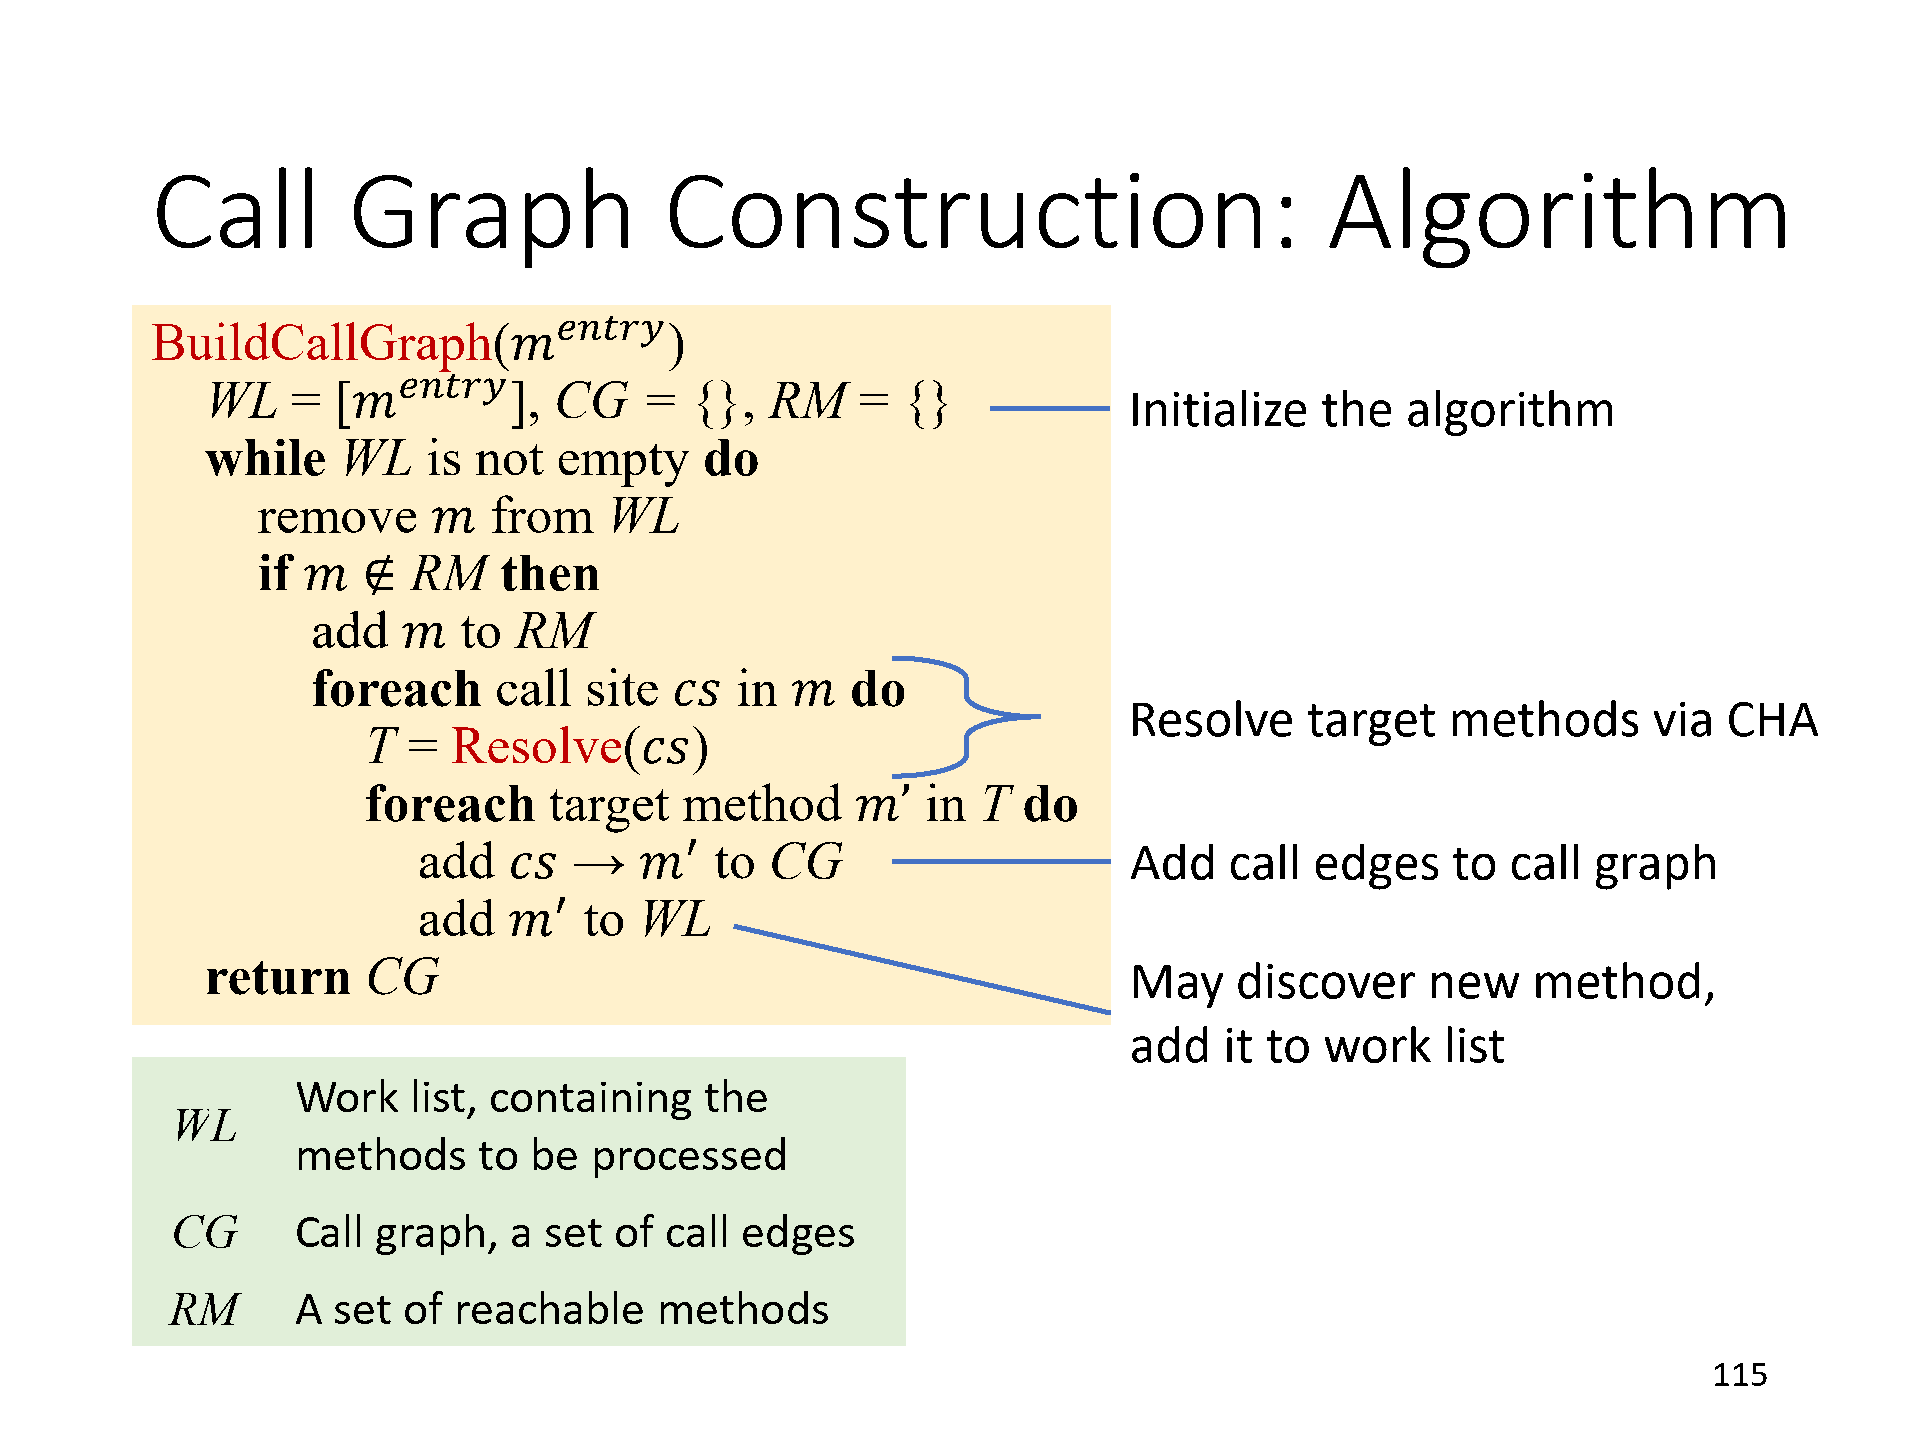 Call Graph Construction: Algorithm
BuildCallGraph(𝑚^𝑒𝑛𝑡𝑟𝑦)
WL = [𝑚^𝑒𝑛𝑡𝑟𝑦], CG = {}, RM = {}
while WL is not empty do
remove 𝑚 from WL
if 𝑚 ∉ RM then
add 𝑚 to RM
foreach call site 𝑐𝑠 in 𝑚 do
T = Resolve(𝑐𝑠)
foreach target method 𝑚’ in T do
add 𝑐𝑠 → 𝑚′ to CG
add 𝑚′ to WL
return CG
Initialize the algorithm
Resolve target methods via CHA
Add call edges to call graph
May discover new method,
add it to work list
WL Work list, containing the
methods to be processed
CG Call graph, a set of call edges
RM A set of reachable methods
115